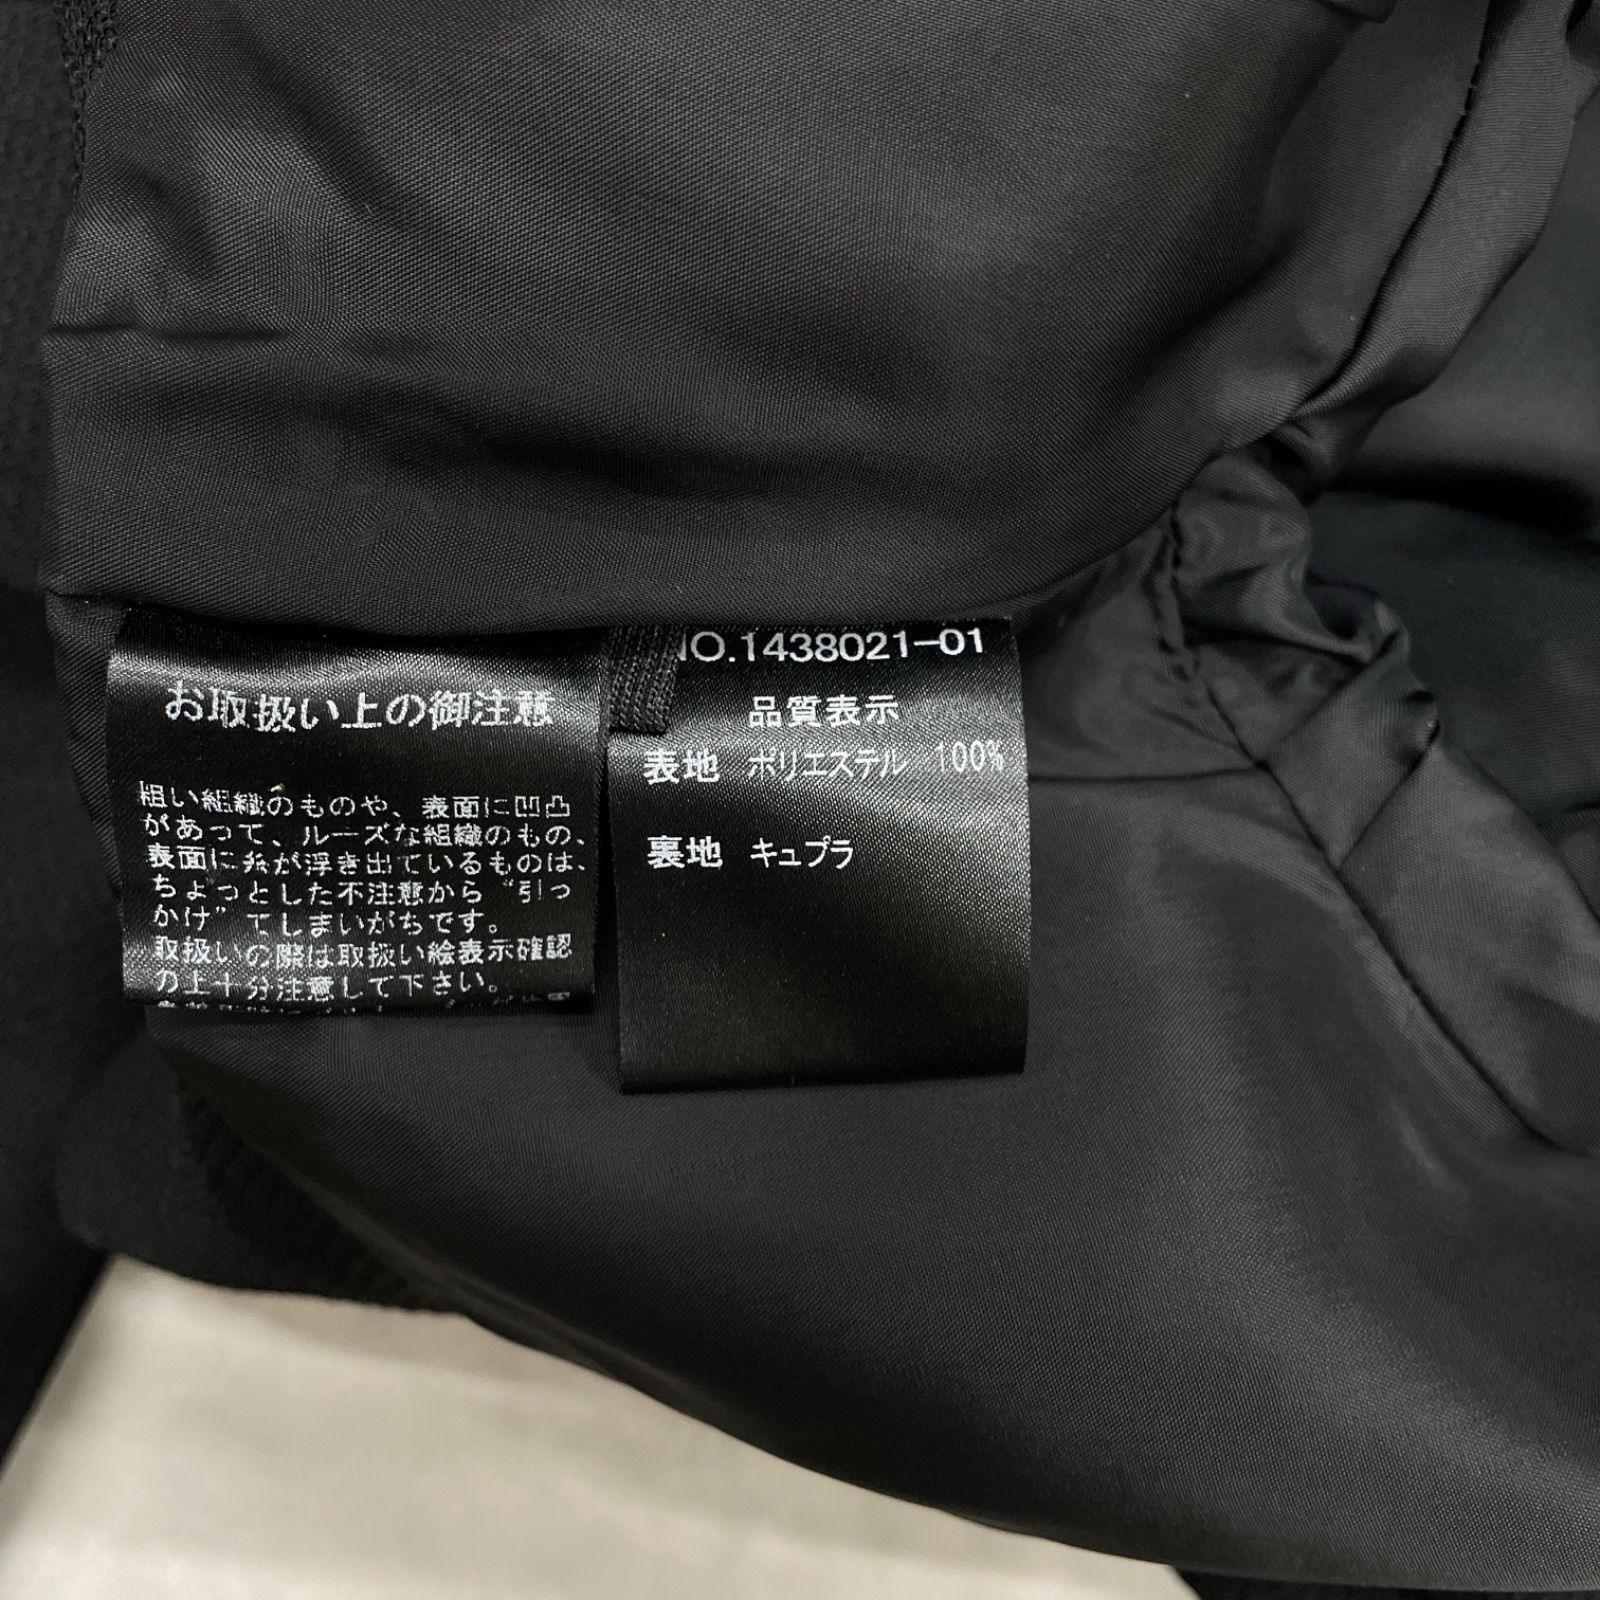 お取扱い上の御注意
粗い組織のものや、表面に凹凸
があって、ルーズな組織のもの、
表面に糸が浮き出ているものは、
ちょっとした不注意から“引っ
かけ”てしまいがちです。
取扱いの際は取扱い絵表示確認
の上十分注意して下さい。
NO.1438021-01
品質表示
表地 ポリエステル 100%
裏地 キュプラ